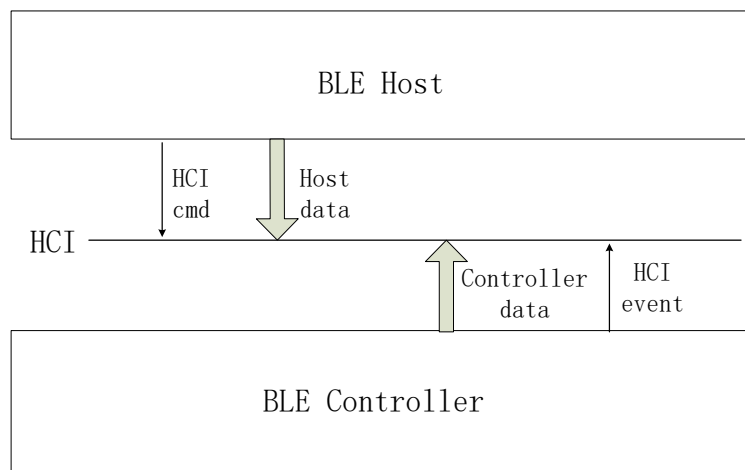 BLE Host
HCI
cmd
Host
data
HCI
Controller
data
HCI
event
BLE Controller